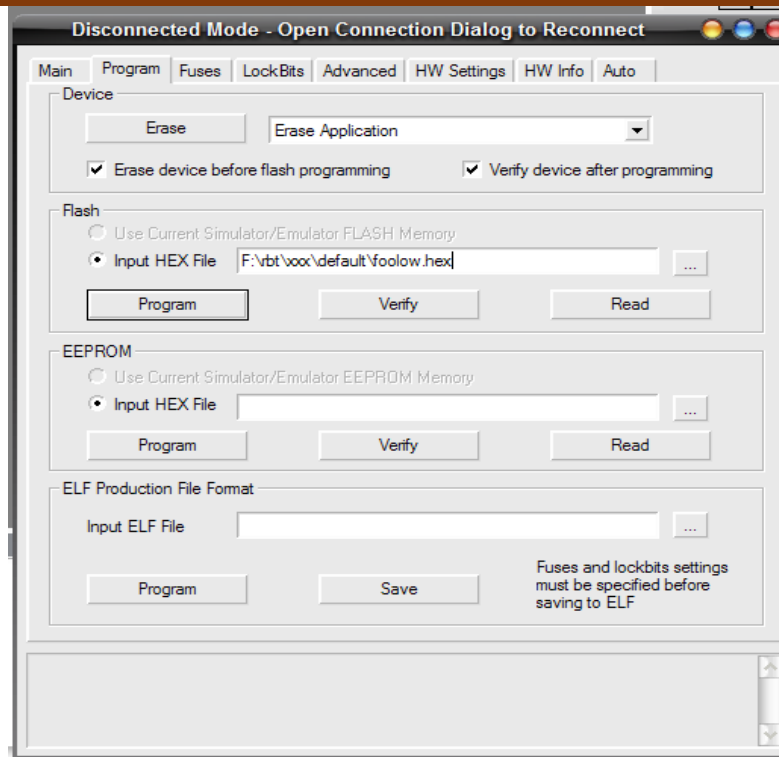 Disconnected Mode - Open Connection Dialog to Reconnect
Main Program Fuses LockBits Advanced HW Settings HW Info Auto
Device
Erase Erase Application
Erase device before flash programming Verify device after programming
Flash
Use Current Simulator/Emulator FLASH Memory
Input HEX File F:\rbt\xxx\default\foolow.hex ...
Program Verify Read
EEPROM
Use Current Simulator/Emulator EEPROM Memory
Input HEX File ...
Program Verify Read
ELF Production File Format
Input ELF File ...
Program Save
Fuses and lockbits settings
must be specified before
saving to ELF